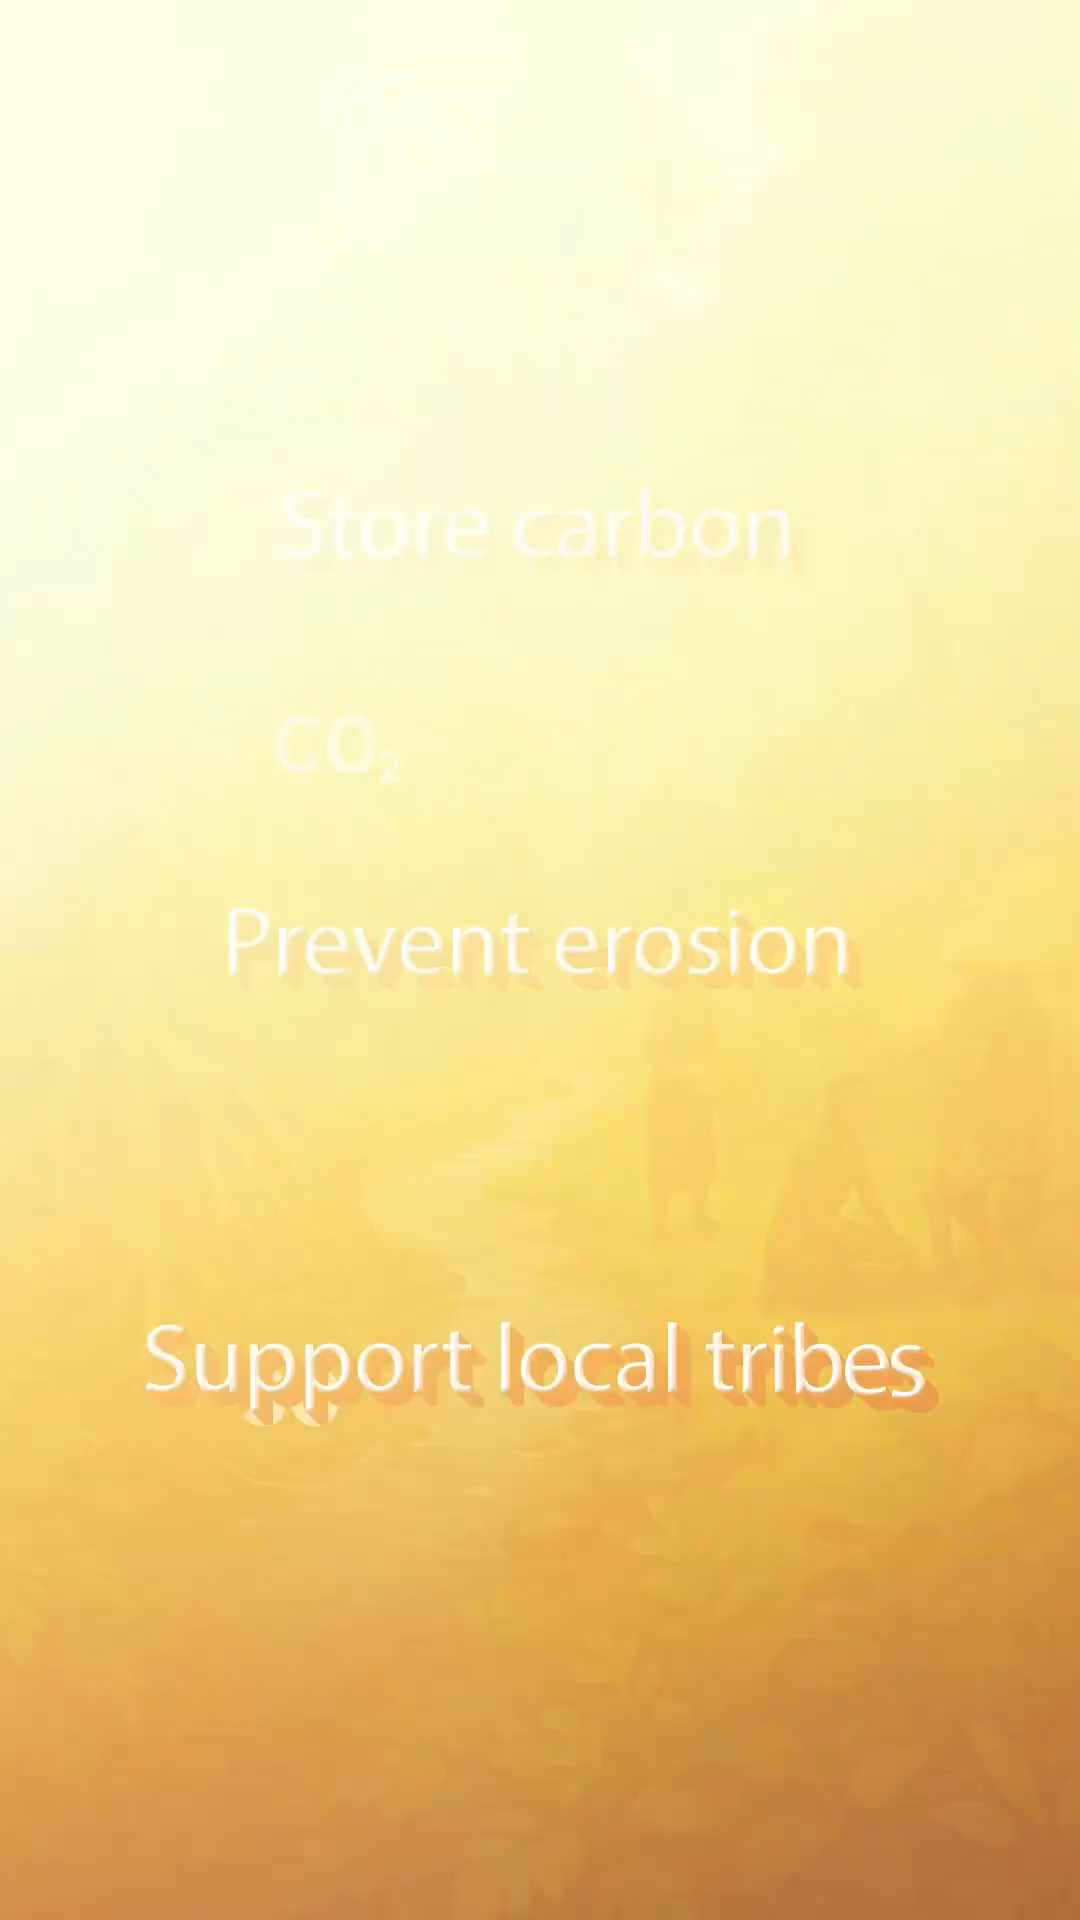 Store carbon
CO₂
Prevent erosion
Support local tribes